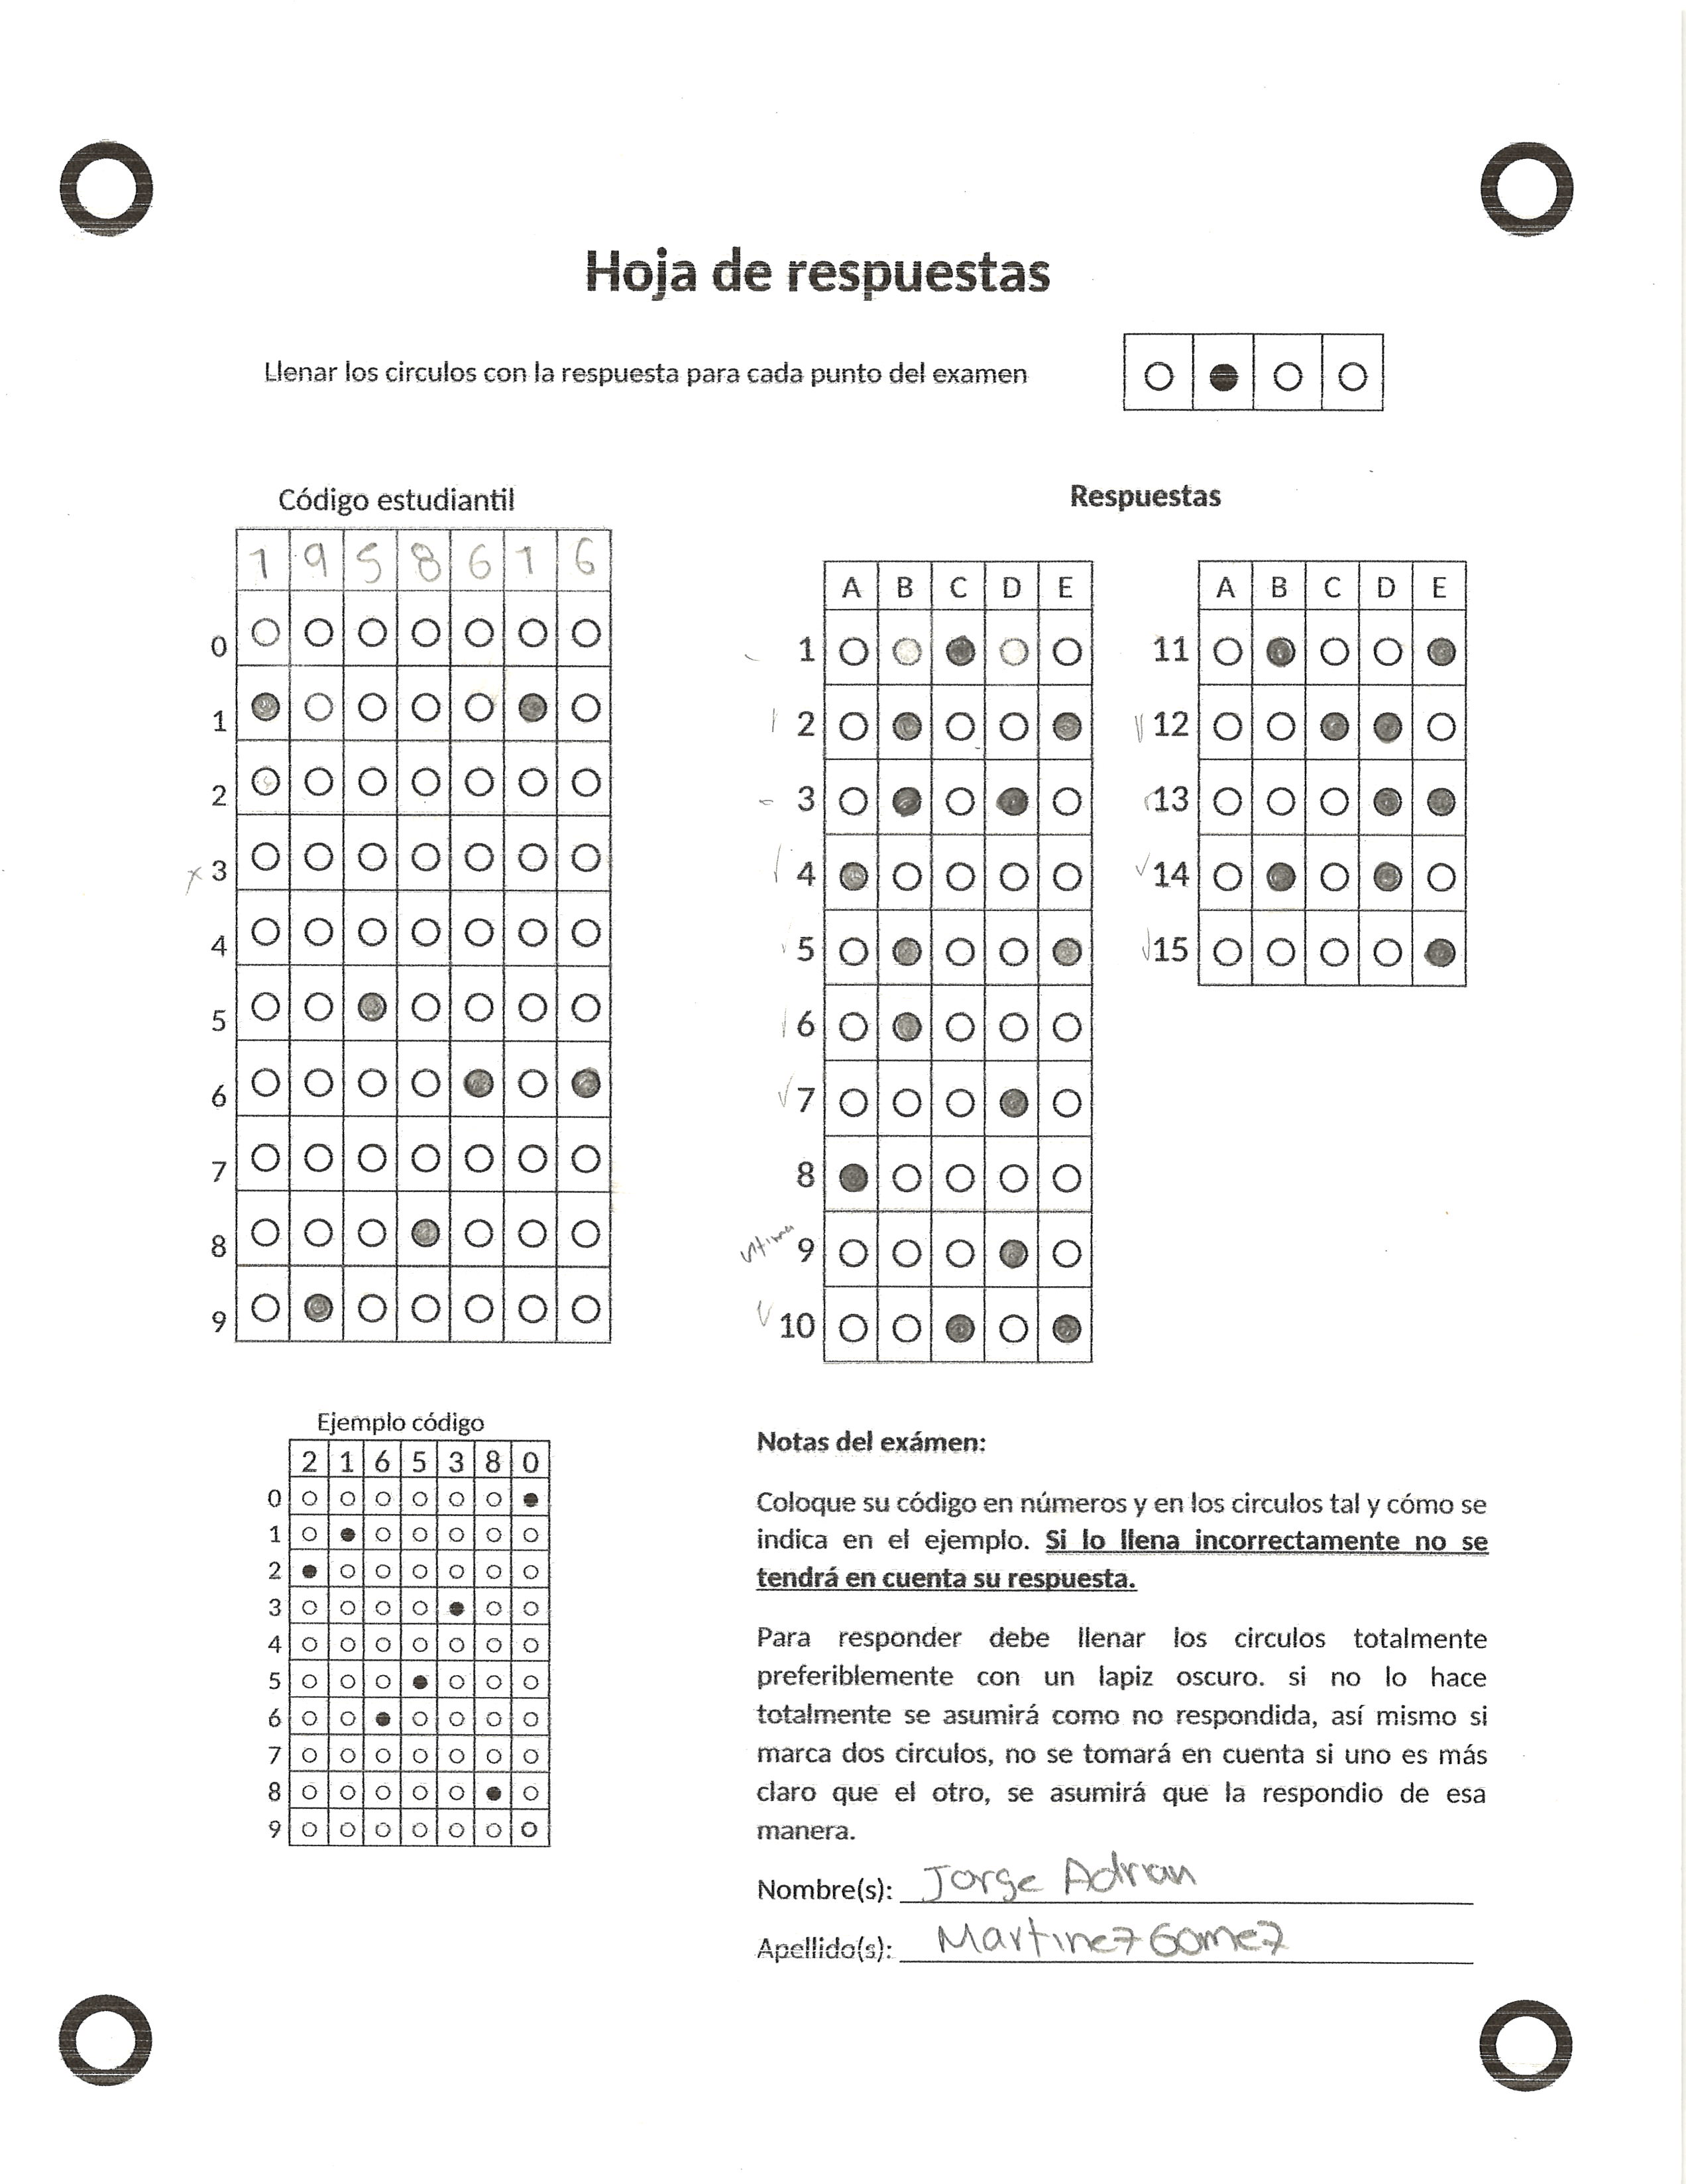 Hoja de respuestas
Llenar los circulos con la respuesta para cada punto del examen
Código estudiantil
1 9 5 8 6 1 6
0
1
2
x 3
4
5
6
7
8
9
Respuestas
A B C D E
1
2
3
4
5
6
7
8
ultima 9
10
A B C D E
11
12
13
14
15
Ejemplo código
2 1 6 5 3 8 0
0
1
2
3
4
5
6
7
8
9
Notas del exámen:
Coloque su código en números y en los circulos tal y cómo se
indica en el ejemplo. Si lo llena incorrectamente no se
tendrá en cuenta su respuesta.
Para responder debe llenar los circulos totalmente
preferiblemente con un lapiz oscuro. si no lo hace
totalmente se asumirá como no respondida, así mismo si
marca dos circulos, no se tomará en cuenta si uno es más
claro que el otro, se asumirá que la respondio de esa
manera.
Nombre(s): Jorge Adrian
Apellido(s): Martinez Gomez